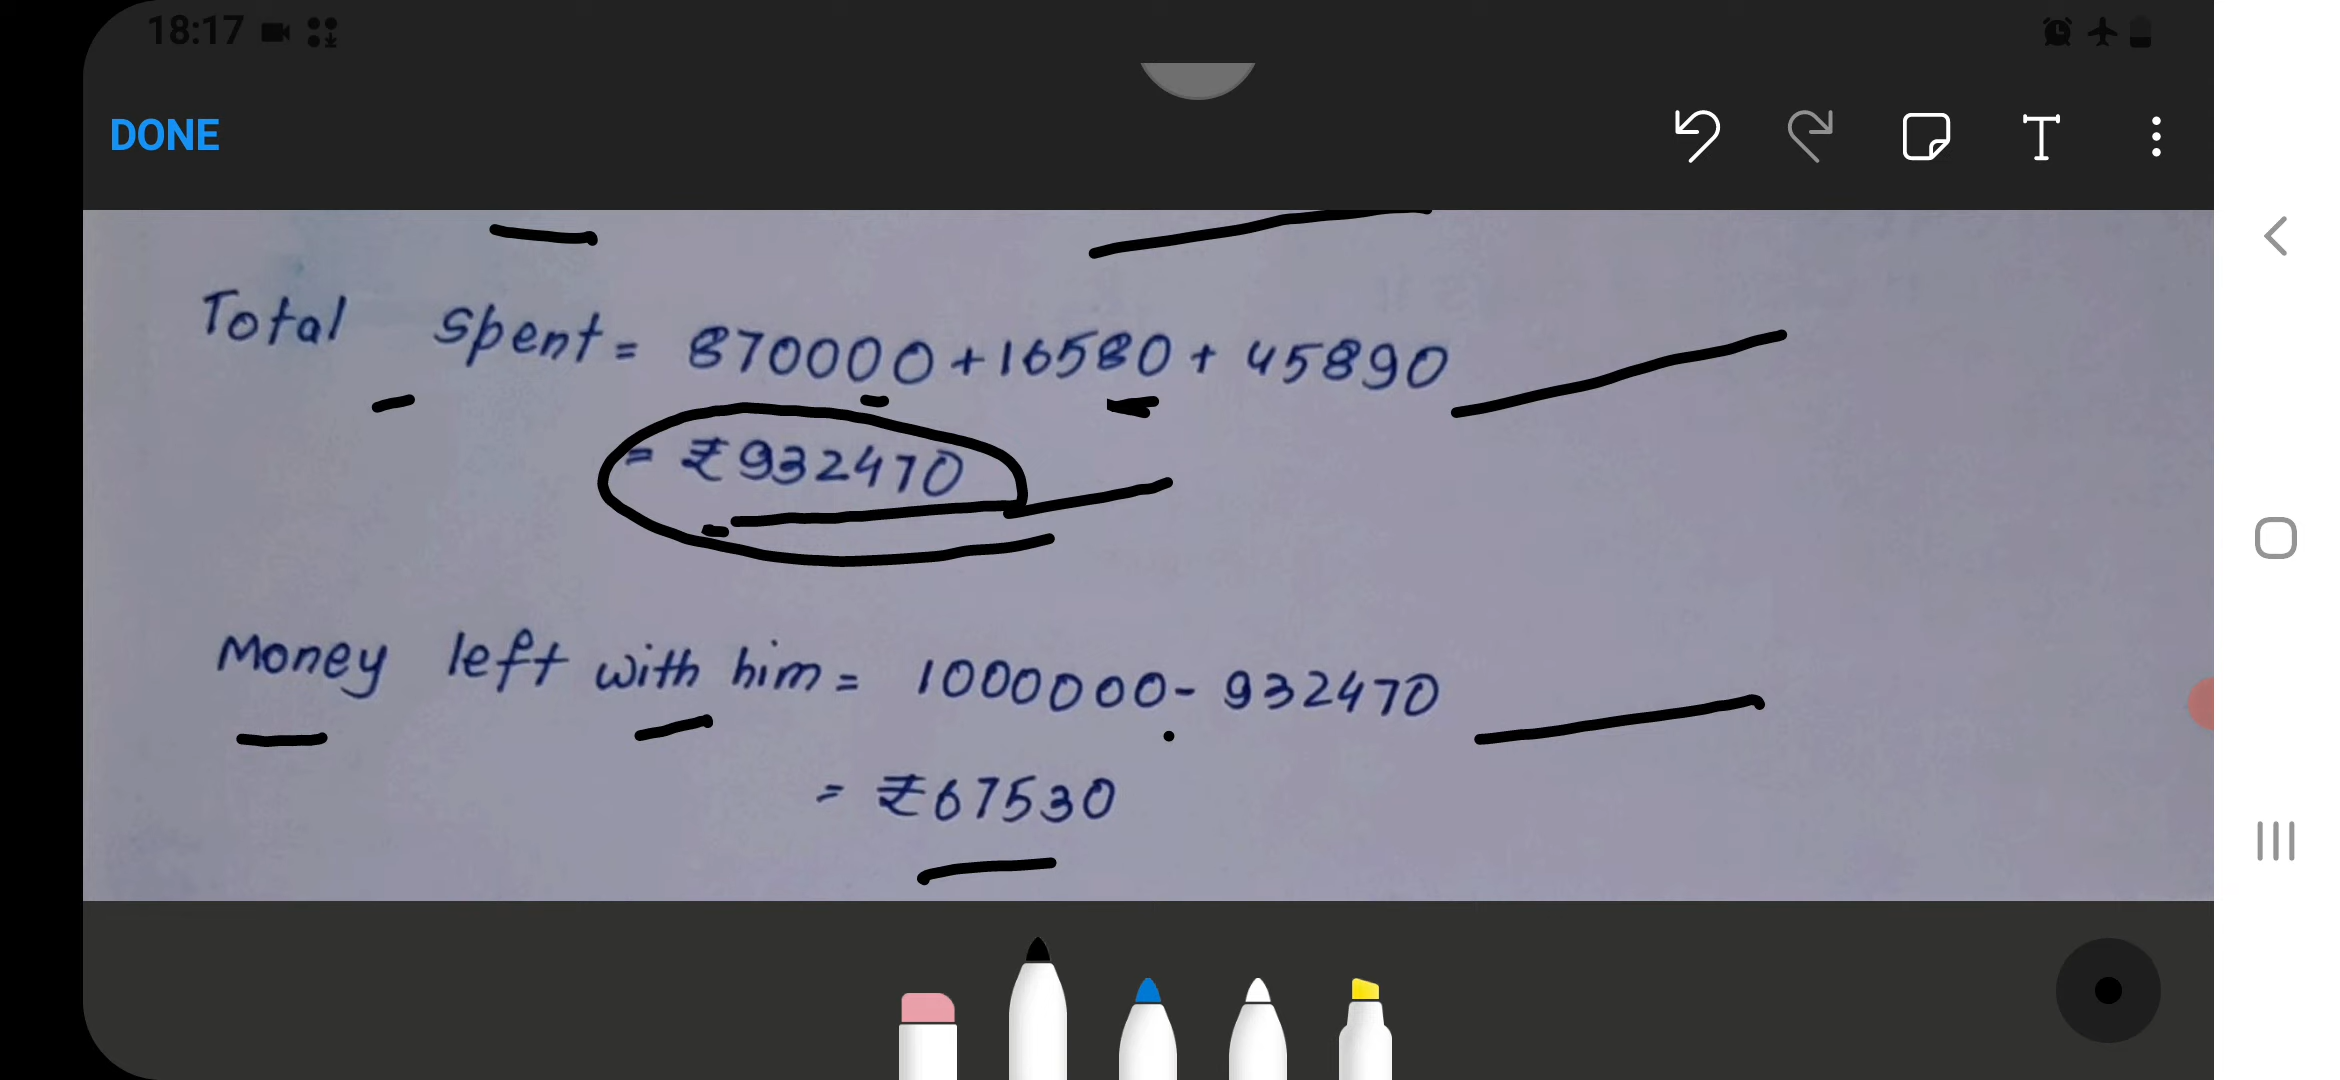 18:17
DONE
T
Total spent = 870000+16580 + 45890
= ₹932470
Money left with him = 1000000- 932470
= ₹67530